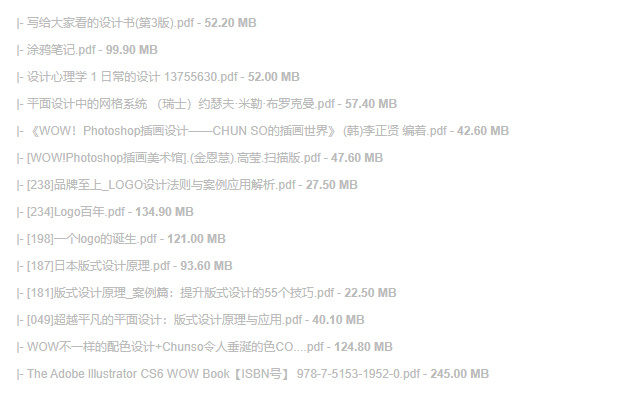 |- 写给大家看的设计书(第3版).pdf - 52.20 MB
|- 涂鸦笔记.pdf - 99.90 MB
|- 设计心理学 1 日常的设计 13755630.pdf - 52.00 MB
|- 平面设计中的网格系统 （瑞士）约瑟夫·米勒·布罗克曼.pdf - 57.40 MB
|- 《WOW！Photoshop插画设计——CHUN SO的插画世界》 (韩)李正贤 编着.pdf - 42.60 MB
|- [WOW!Photoshop插画美术馆].(金恩慧).高莹.扫描版.pdf - 47.60 MB
|- [238]品牌至上_LOGO设计法则与案例应用解析.pdf - 27.50 MB
|- [234]Logo百年.pdf - 134.90 MB
|- [198]一个logo的诞生.pdf - 121.00 MB
|- [187]日本版式设计原理.pdf - 93.60 MB
|- [181]版式设计原理_案例篇：提升版式设计的55个技巧.pdf - 22.50 MB
|- [049]超越平凡的平面设计：版式设计原理与应用.pdf - 40.10 MB
|- WOW不一样的配色设计+Chunso令人垂涎的色CO....pdf - 124.80 MB
|- The Adobe Illustrator CS6 WOW Book【ISBN号】 978-7-5153-1952-0.pdf - 245.00 MB